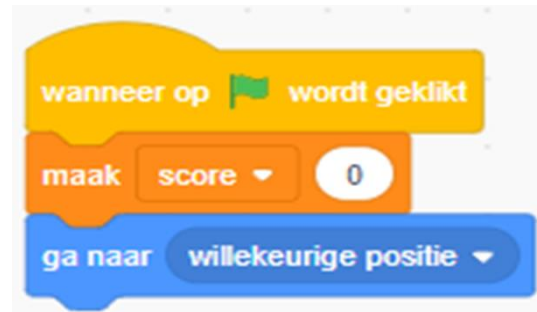 wanneer op wordt geklikt
maak score 0
ga naar willekeurige positie